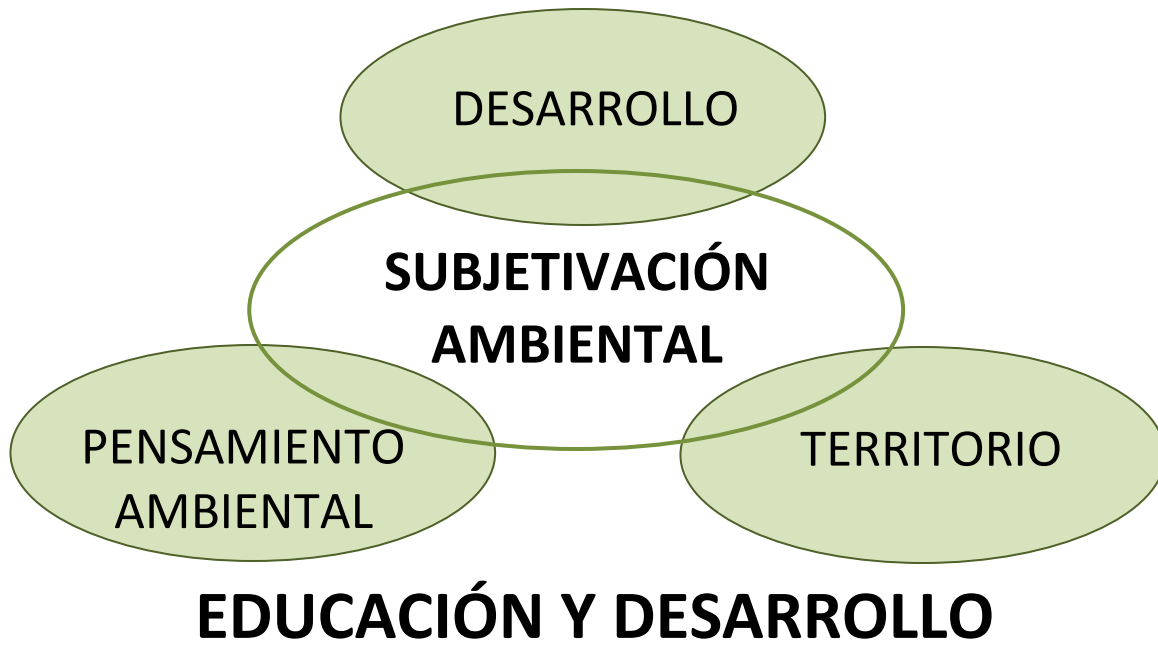 DESARROLLO
SUBJETIVACIÓN
AMBIENTAL
PENSAMIENTO
AMBIENTAL
TERRITORIO
EDUCACIÓN Y DESARROLLO